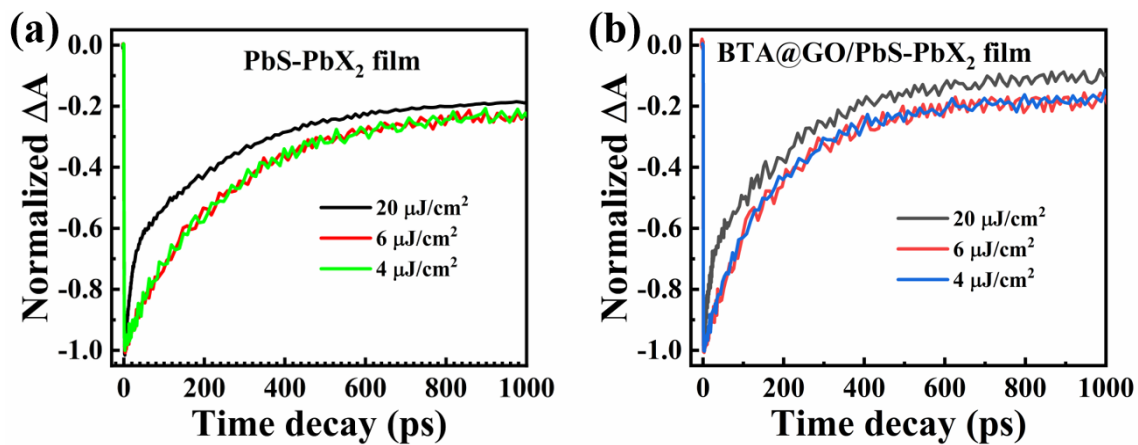 (a)
PbS-PbX₂ film
0.0
-0.2
-0.4
-0.6
-0.8
-1.0
Normalized ΔA
20 μJ/cm²
6 μJ/cm²
4 μJ/cm²
0 200 400 600 800 1000
Time decay (ps)
(b)
BTA@GO/PbS-PbX₂ film
0.0
-0.2
-0.4
-0.6
-0.8
-1.0
Normalized ΔA
20 μJ/cm²
6 μJ/cm²
4 μJ/cm²
0 200 400 600 800 1000
Time decay (ps)